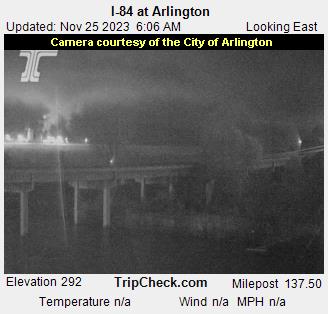 I-84 at Arlington
Updated: Nov 25 2023 6:06 AM Looking East
Camera courtesy of the City of Arlington
Elevation 292 TripCheck.com Milepost 137.50
Temperature n/a Wind n/a MPH n/a